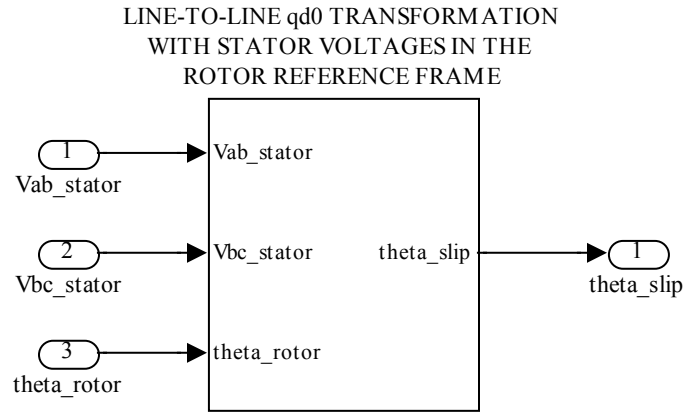 LINE-TO-LINE qd0 TRANSFORMATION
WITH STATOR VOLTAGES IN THE
ROTOR REFERENCE FRAME
1
Vab_stator
Vab_stator
2
Vbc_stator
Vbc_stator
theta_slip
1
theta_slip
3
theta_rotor
theta_rotor